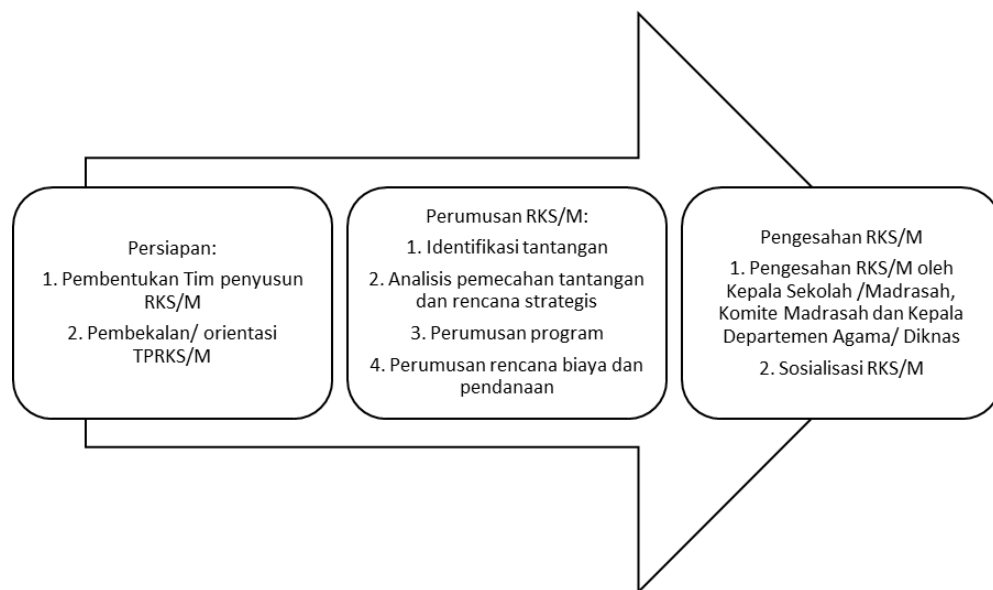 Persiapan:
1. Pembentukan Tim penyusun
RKS/M
2. Pembekalan/ orientasi
TPRKS/M
Perumusan RKS/M:
1. Identifikasi tantangan
2. Analisis pemecahan tantangan
dan rencana strategis
3. Perumusan program
4. Perumusan rencana biaya dan
pendanaan
Pengesahan RKS/M
1. Pengesahan RKS/M oleh
Kepala Sekolah /Madrasah,
Komite Madrasah dan Kepala
Departemen Agama/ Diknas
2. Sosialisasi RKS/M